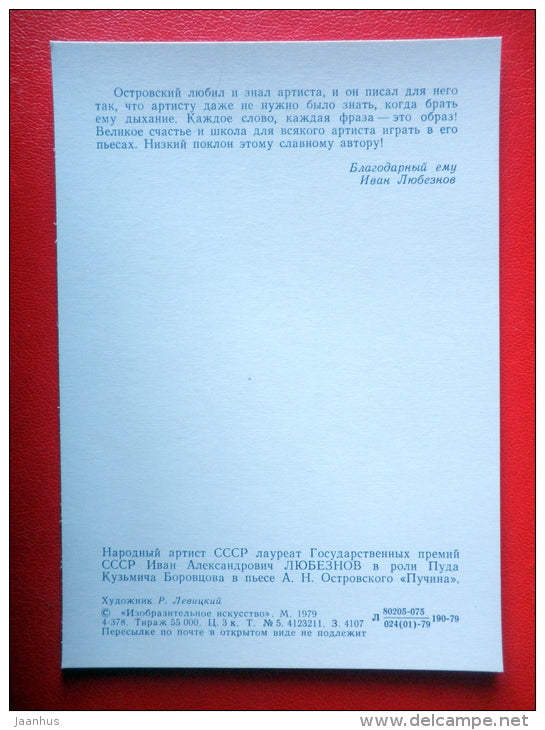 Островский любил и знал артиста, и он писал для него
так, что артисту даже не нужно было знать, когда брать
ему дыхание. Каждое слово, каждая фраза — это образ!
Великое счастье и школа для всякого артиста играть в его
пьесах. Низкий поклон этому славному автору!
Благодарный ему
Иван Любезнов
Народный артист СССР лауреат Государственных премий
СССР Иван Александрович ЛЮБЕЗНОВ в роли Пуда
Кузьмича Боровцова в пьесе А. Н. Островского «Пучина».
Художник Р. Левицкий
© «Изобразительное искусство». М. 1979
4-378. Тираж 55 000. Ц. 3 к. Т. № 5. 4123211. З. 4107
Пересылке по почте в открытом виде не подлежит
Л 80205-075 190-79
024(01)-79
jaanhus
www.delcampe.net